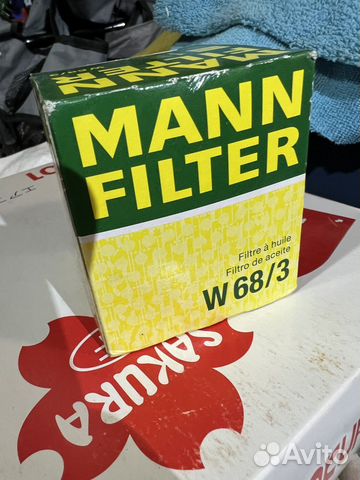 MANN
FILTER
Filtre à huile
Filtro de aceite
W 68/3
SAKURA
Avito